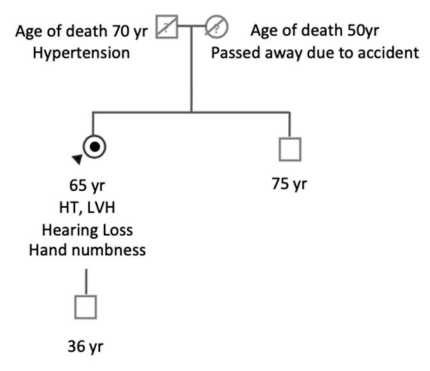 Age of death 70 yr
Hypertension
?
?
Age of death 50yr
Passed away due to accident
65 yr
HT, LVH
Hearing Loss
Hand numbness
75 yr
36 yr